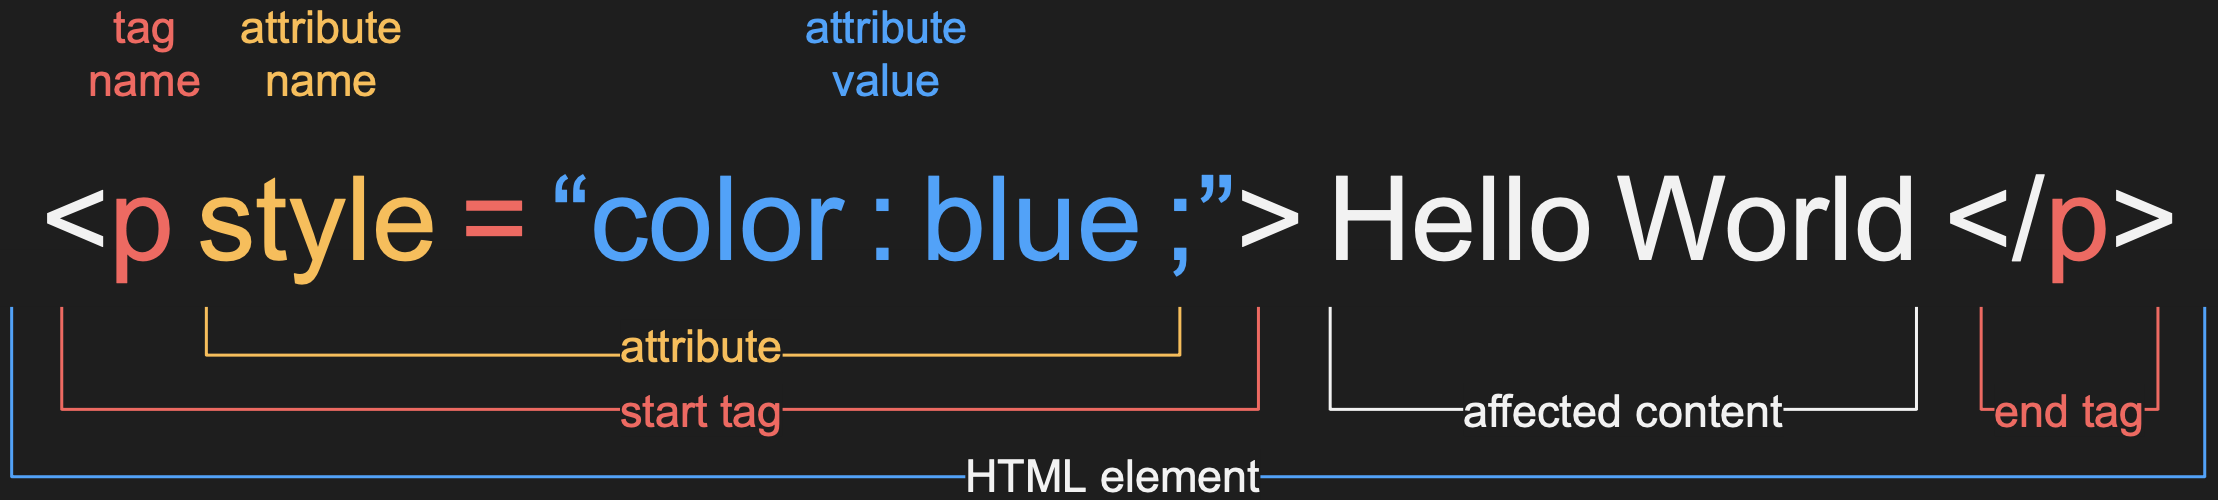 tag attribute attribute
name name value
<p style = “color : blue ;”> Hello World </p>
attribute
start tag affected content end tag
HTML element